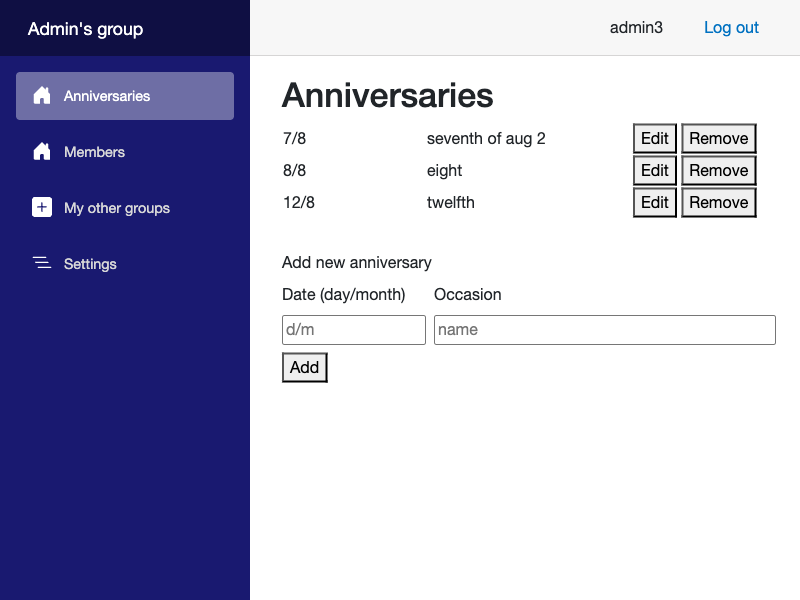 Admin's group
admin3 Log out
Anniversaries
Members
My other groups
Settings
Anniversaries
7/8 seventh of aug 2 Edit Remove
8/8 eight Edit Remove
12/8 twelfth Edit Remove
Add new anniversary
Date (day/month) Occasion
d/m name
Add